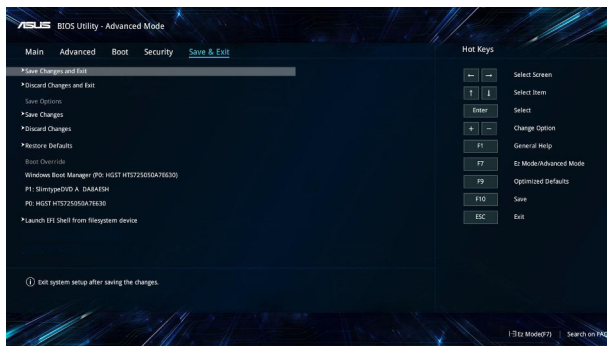 ASUS BIOS Utility - Advanced Mode
Main Advanced Boot Security Save & Exit
Save Changes and Exit
Discard Changes and Exit
Save Options
Save Changes
Discard Changes
Restore Defaults
Boot Override
Windows Boot Manager (P0: HGST HTS725050A7E630)
P1: SlimtypeDVD A DA8AESH
P0: HGST HTS725050A7E630
Launch EFI Shell from filesystem device
Exit system setup after saving the changes.
Hot Keys
← → Select Screen
↑ ↓ Select Item
Enter Select
+ − Change Option
F1 General Help
F7 Ez Mode/Advanced Mode
F9 Optimized Defaults
F10 Save
ESC Exit
Ez Mode(F7) | Search on FAQ